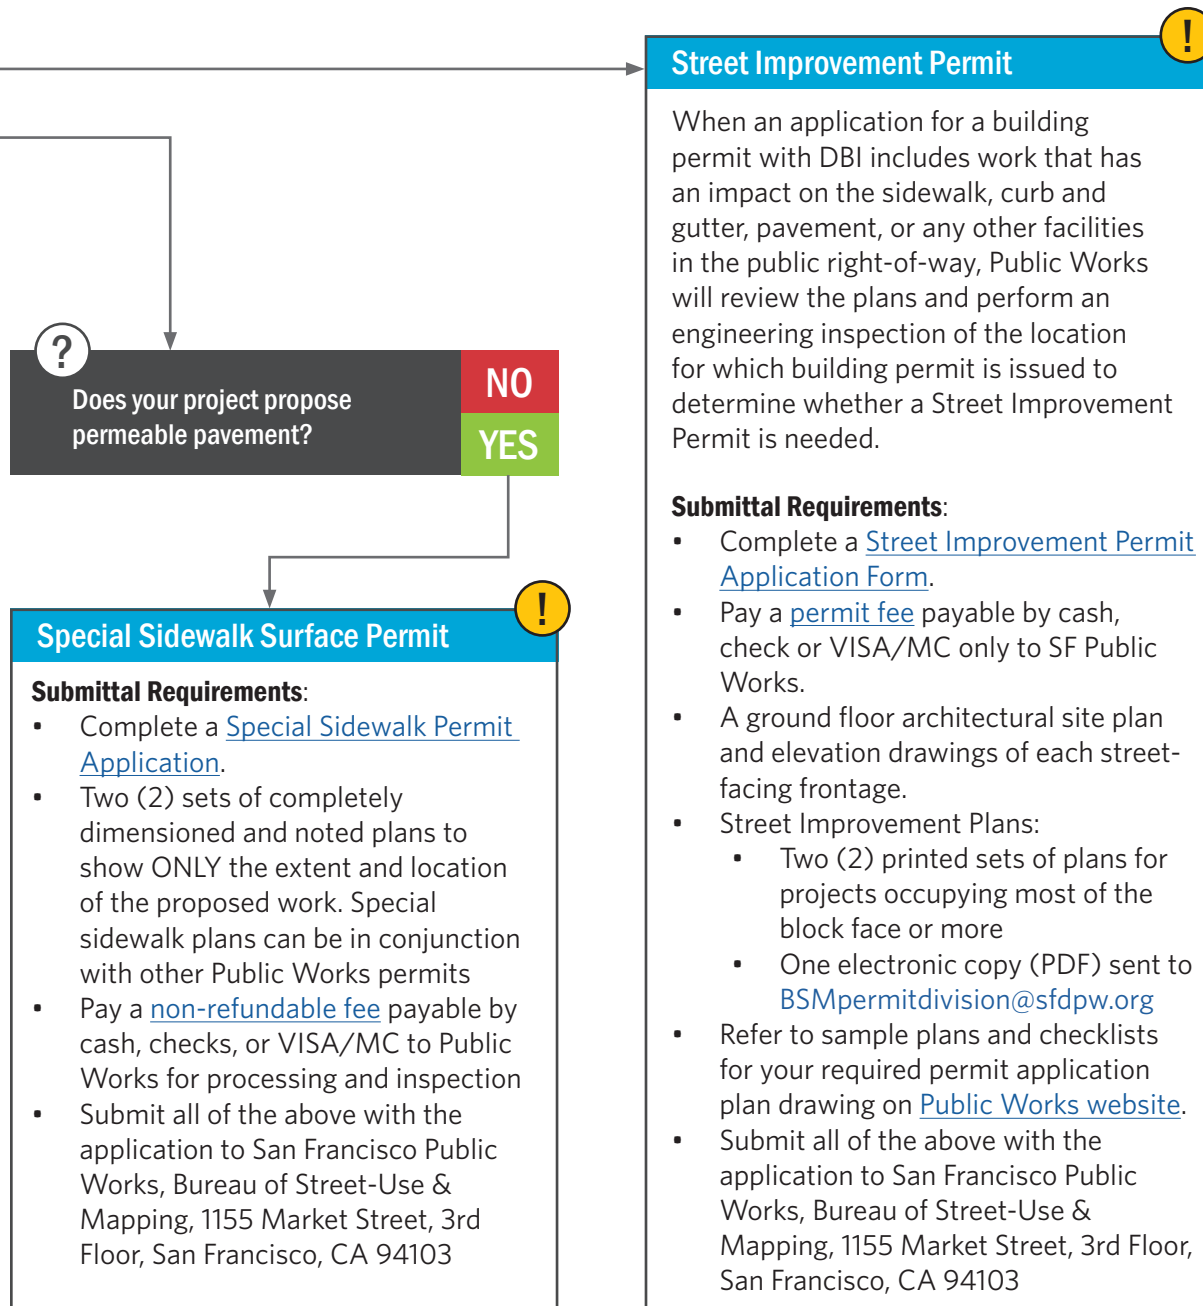 ?
Does your project propose
permeable pavement?
NO
YES
!
Special Sidewalk Surface Permit
Submittal Requirements:
• Complete a Special Sidewalk Permit
Application.
• Two (2) sets of completely
dimensioned and noted plans to
show ONLY the extent and location
of the proposed work. Special
sidewalk plans can be in conjunction
with other Public Works permits
• Pay a non-refundable fee payable by
cash, checks, or VISA/MC to Public
Works for processing and inspection
• Submit all of the above with the
application to San Francisco Public
Works, Bureau of Street-Use &
Mapping, 1155 Market Street, 3rd
Floor, San Francisco, CA 94103
!
Street Improvement Permit
When an application for a building
permit with DBI includes work that has
an impact on the sidewalk, curb and
gutter, pavement, or any other facilities
in the public right-of-way, Public Works
will review the plans and perform an
engineering inspection of the location
for which building permit is issued to
determine whether a Street Improvement
Permit is needed.
Submittal Requirements:
• Complete a Street Improvement Permit
Application Form.
• Pay a permit fee payable by cash,
check or VISA/MC only to SF Public
Works.
• A ground floor architectural site plan
and elevation drawings of each street-
facing frontage.
• Street Improvement Plans:
• Two (2) printed sets of plans for
projects occupying most of the
block face or more
• One electronic copy (PDF) sent to
BSMpermitdivision@sfdpw.org
• Refer to sample plans and checklists
for your required permit application
plan drawing on Public Works website.
• Submit all of the above with the
application to San Francisco Public
Works, Bureau of Street-Use &
Mapping, 1155 Market Street, 3rd Floor,
San Francisco, CA 94103